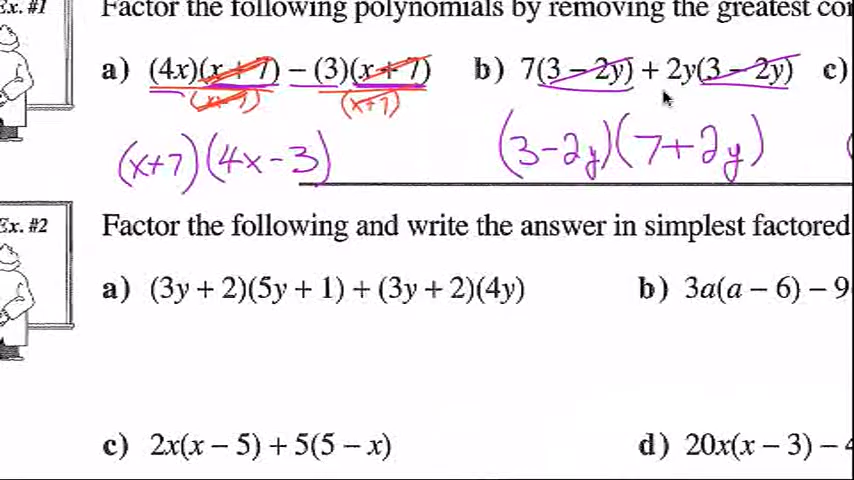 Ex. #1
Factor the following polynomials by removing the greatest
a) (4x)(x + 7) – (3)(x + 7) b) 7(3 – 2y) + 2y(3 – 2y) c)
(x+7) (x+7)
(x+7)(4x-3) (3-2y)(7+2y)
Ex. #2
Factor the following and write the answer in simplest factored
a) (3y + 2)(5y + 1) + (3y + 2)(4y) b) 3a(a – 6) – 9
c) 2x(x – 5) + 5(5 – x) d) 20x(x – 3) – 4